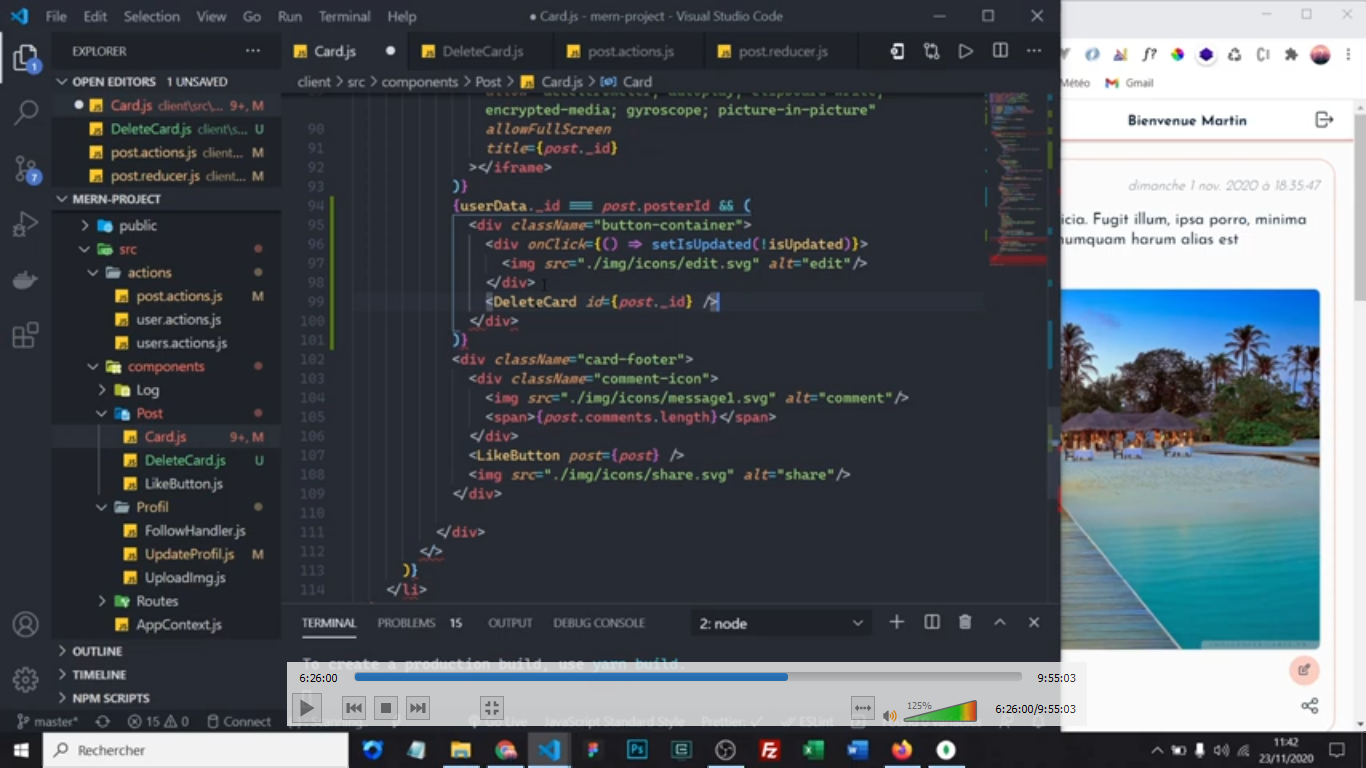 File Edit Selection View Go Run Terminal Help
● Card.js - mern-project - Visual Studio Code
EXPLORER
Card.js
DeleteCard.js
post.actions.js
post.reducer.js
OPEN EDITORS 1 UNSAVED
Card.js client\src\... 9+, M
DeleteCard.js client\s... U
post.actions.js client... M
post.reducer.js client... M
MERN-PROJECT
public
src
actions
post.actions.js M
user.actions.js
users.actions.js
components
Log
Post
Card.js 9+, M
DeleteCard.js U
LikeButton.js
Profil
FollowHandler.js
UpdateProfil.js M
UploadImg.js
Routes
AppContext.js
OUTLINE
TIMELINE
NPM SCRIPTS
client > src > components > Post > Card.js > Card
encrypted-media; gyroscope; picture-in-picture"
90 allowFullScreen
91 title={post._id}
92 ></iframe>
93 )}
94 {userData._id === post.posterId && (
95 <div className="button-container">
96 <div onClick={() => setIsUpdated(!isUpdated)}>
97 <img src="./img/icons/edit.svg" alt="edit"/>
98 </div>
99 <DeleteCard id={post._id} />
100 </div>
101 )}
102 <div className="card-footer">
103 <div className="comment-icon">
104 <img src="./img/icons/message1.svg" alt="comment"/>
105 <span>{post.comments.length}</span>
106 </div>
107 <LikeButton post={post} />
108 <img src="./img/icons/share.svg" alt="share"/>
109 </div>
110
111 </div>
112 </>
113 )}
114 </li>
TERMINAL PROBLEMS 15 OUTPUT DEBUG CONSOLE 2: node
To create a production build, use yarn build.
6:26:00
9:55:03
125%
6:26:00/9:55:03
master*
15 0
Connect
Go Live
JavaScript Standard Style
Prettier
ESLint
Météo
Gmail
Bienvenue Martin
dimanche 1 nov. 2020 à 18:35:47
icia. Fugit illum, ipsa porro, minima
numquam harum alias est
Rechercher
11:42
23/11/2020